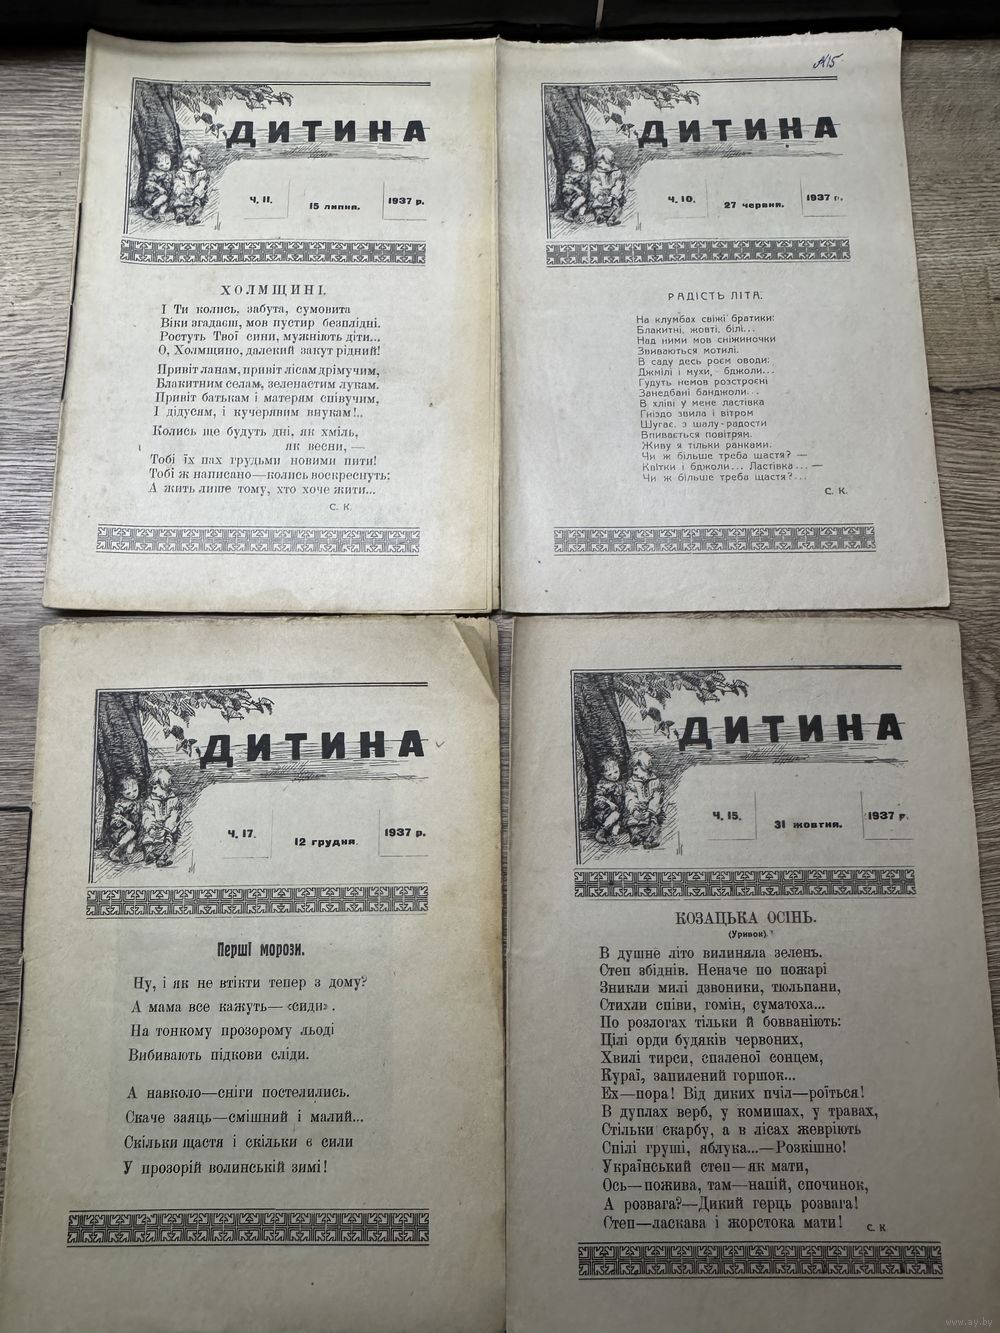 ДИТИНА
Ч. 11.
15 липня.
1937 р.
ХОЛМЩИНІ.
І Ти колись, забута, сумовита
Віки згадаєш, мов пустир безплідні.
Ростуть Твої сини, мужніють діти...
О, Холмщино, далекий закут рідний!
Привіт ланам, привіт лісам дрімучим,
Блакитним селам, зеленастим лукам.
Привіт батькам і матерям співучим,
І дідусям, і кучерявим внукам!..
Колись ще будуть дні, як хміль,
як весни, —
Тобі їх пах грудьми новими пити!
Тобі ж написано—колись воскреснуть;
А жить лише тому, хто хоче жити...
С. К.
№15
ДИТИНА
Ч. 10.
27 червня.
1937 р.
РАДІСТЬ ЛІТА.
На клумбах свіжі братики:
Блакитні, жовті, білі...
Над ними мов сніжиночки
Звиваються мотилі.
В саду десь роєм оводи:
Джмілі і мухи, бджоли...
Гудуть немов розстроєні
Занедбані банджоли...
В хліві у мене ластівка
Гніздо звила і вітром
Шугає, з шалу-радости
Впивається повітрям.
Живу я тільки ранками.
Чи ж більше треба щастя? —
Квітки і бджоли... Ластівка... —
Чи ж більше треба щастя?...
С. К.
ДИТИНА
Ч. 17.
12 грудня.
1937 р.
Перші морози.
Ну, і як не втікти тепер з дому?
А мама все кажуть—«сиди».
На тонкому прозорому льоді
Вибивають підкови сліди.
А навколо—сніги постелились.
Скаче заяць—смішний і малий...
Скільки щастя і скільки є сили
У прозорій волинській зимі!
ДИТИНА
Ч. 15.
31 жовтня.
1937 р.
КОЗАЦЬКА ОСІНЬ.
(Уривок).
В душне літо вилиняла зелень.
Степ збіднів. Неначе по пожарі
Зникли милі дзвоники, тюльпани,
Стихли співи, гомін, суматоха...
По розлогах тільки й бовваніють:
Цілі орди будяків червоних,
Хвилі тирси, спаленої сонцем,
Кураї, запилений горшок...
Ех—пора! Від диких пчіл—роїться!
В дуплах верб, у комишах, у травах,
Стільки скарбу, а в лісах жевріють
Спілі груші, яблука...—Розкішно!
Український степ—як мати,
Ось—пожива, там—напій, спочинок,
А розвага?—Дикий герць розвага!
Степ—ласкава і жорстока мати!
С. К
www.ay.by